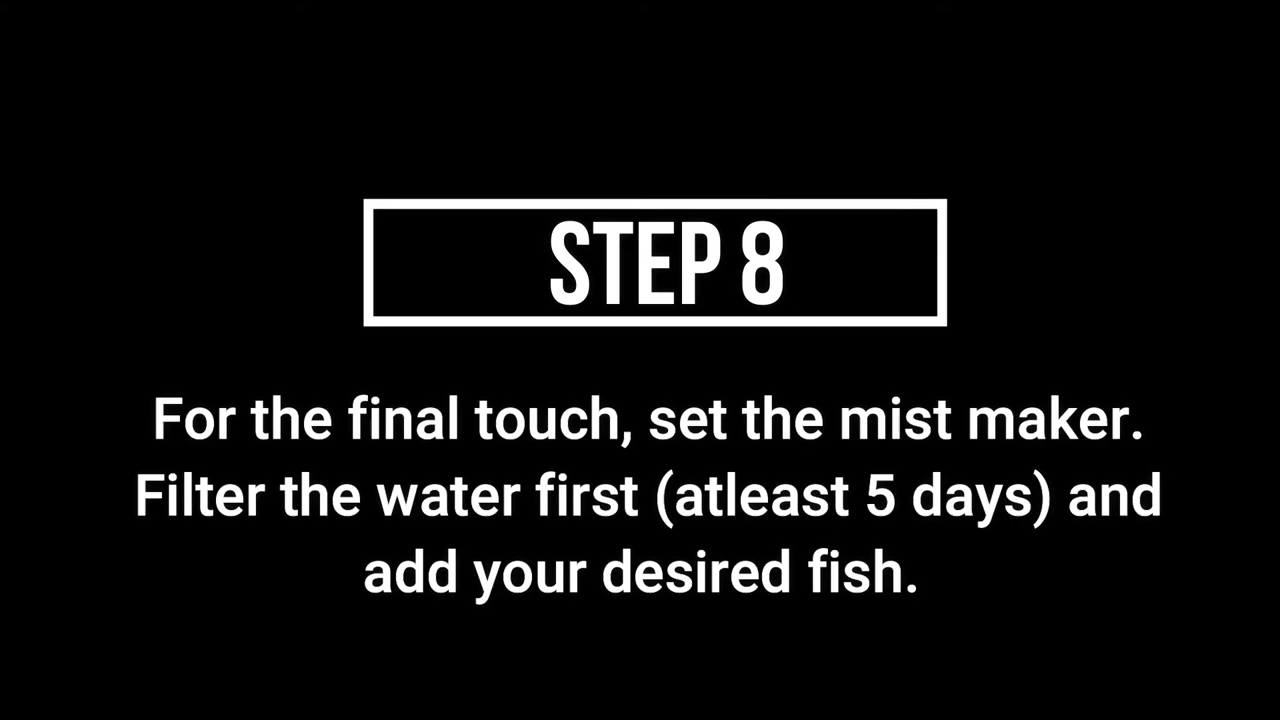 STEP 8
For the final touch, set the mist maker.
Filter the water first (atleast 5 days) and
add your desired fish.